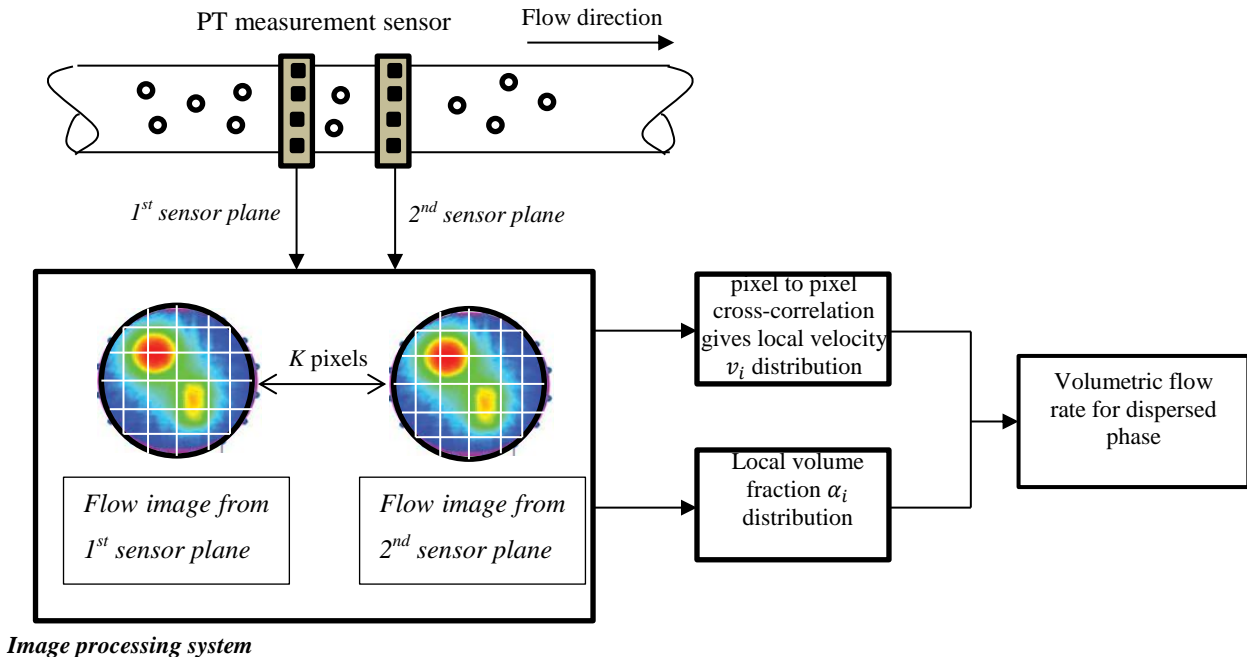 PT measurement sensor
Flow direction
1st sensor plane
2nd sensor plane
K pixels
Flow image from
1st sensor plane
Flow image from
2nd sensor plane
pixel to pixel
cross-correlation
gives local velocity
v_i distribution
Local volume
fraction α_i
distribution
Volumetric flow
rate for dispersed
phase
Image processing system